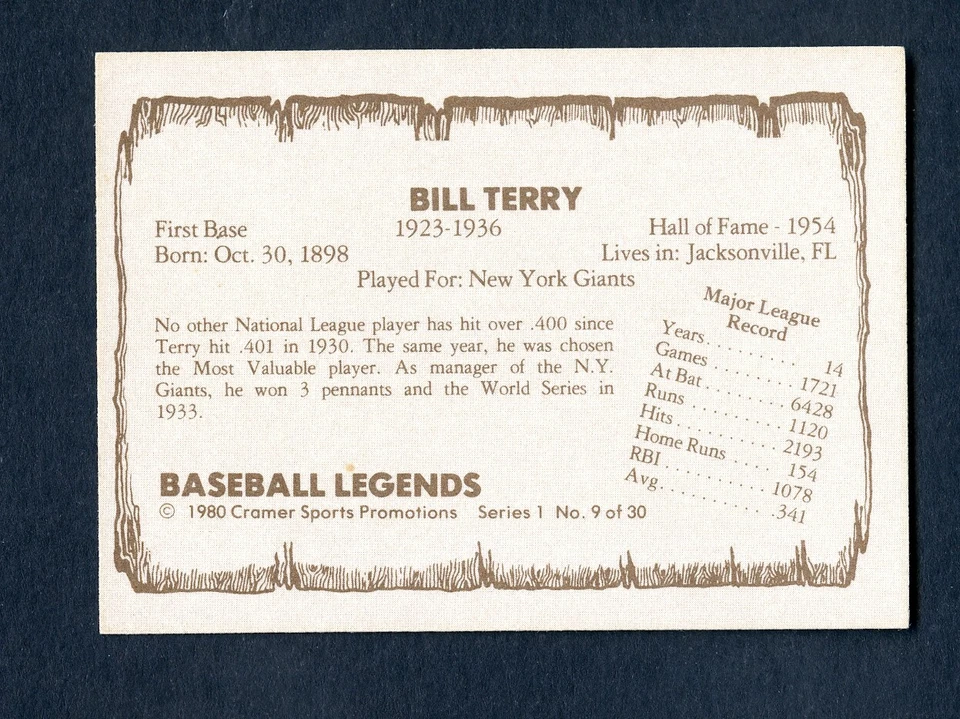 BILL TERRY
First Base 1923-1936 Hall of Fame - 1954
Born: Oct. 30, 1898 Lives in: Jacksonville, FL
Played For: New York Giants
No other National League player has hit over .400 since
Terry hit .401 in 1930. The same year, he was chosen
the Most Valuable player. As manager of the N.Y.
Giants, he won 3 pennants and the World Series in
1933.
Major League
Record
Years.......... 14
Games ........ 1721
At Bat ........ 6428
Runs ......... 1120
Hits.......... 2193
Home Runs .... 154
RBI .......... 1078
Avg.......... .341
BASEBALL LEGENDS
© 1980 Cramer Sports Promotions Series 1 No. 9 of 30